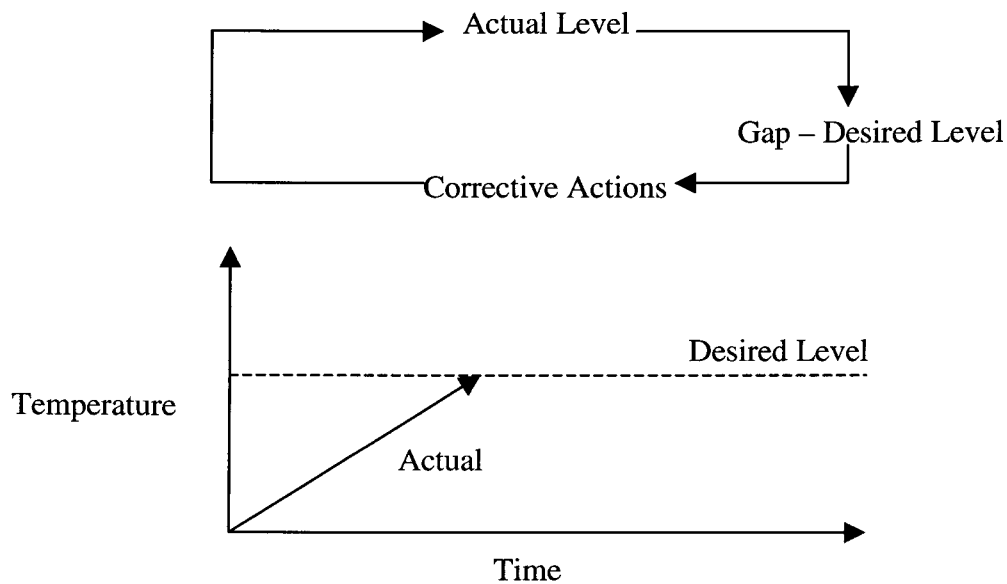 Actual Level
Gap – Desired Level
Corrective Actions
Desired Level
Temperature
Actual
Time